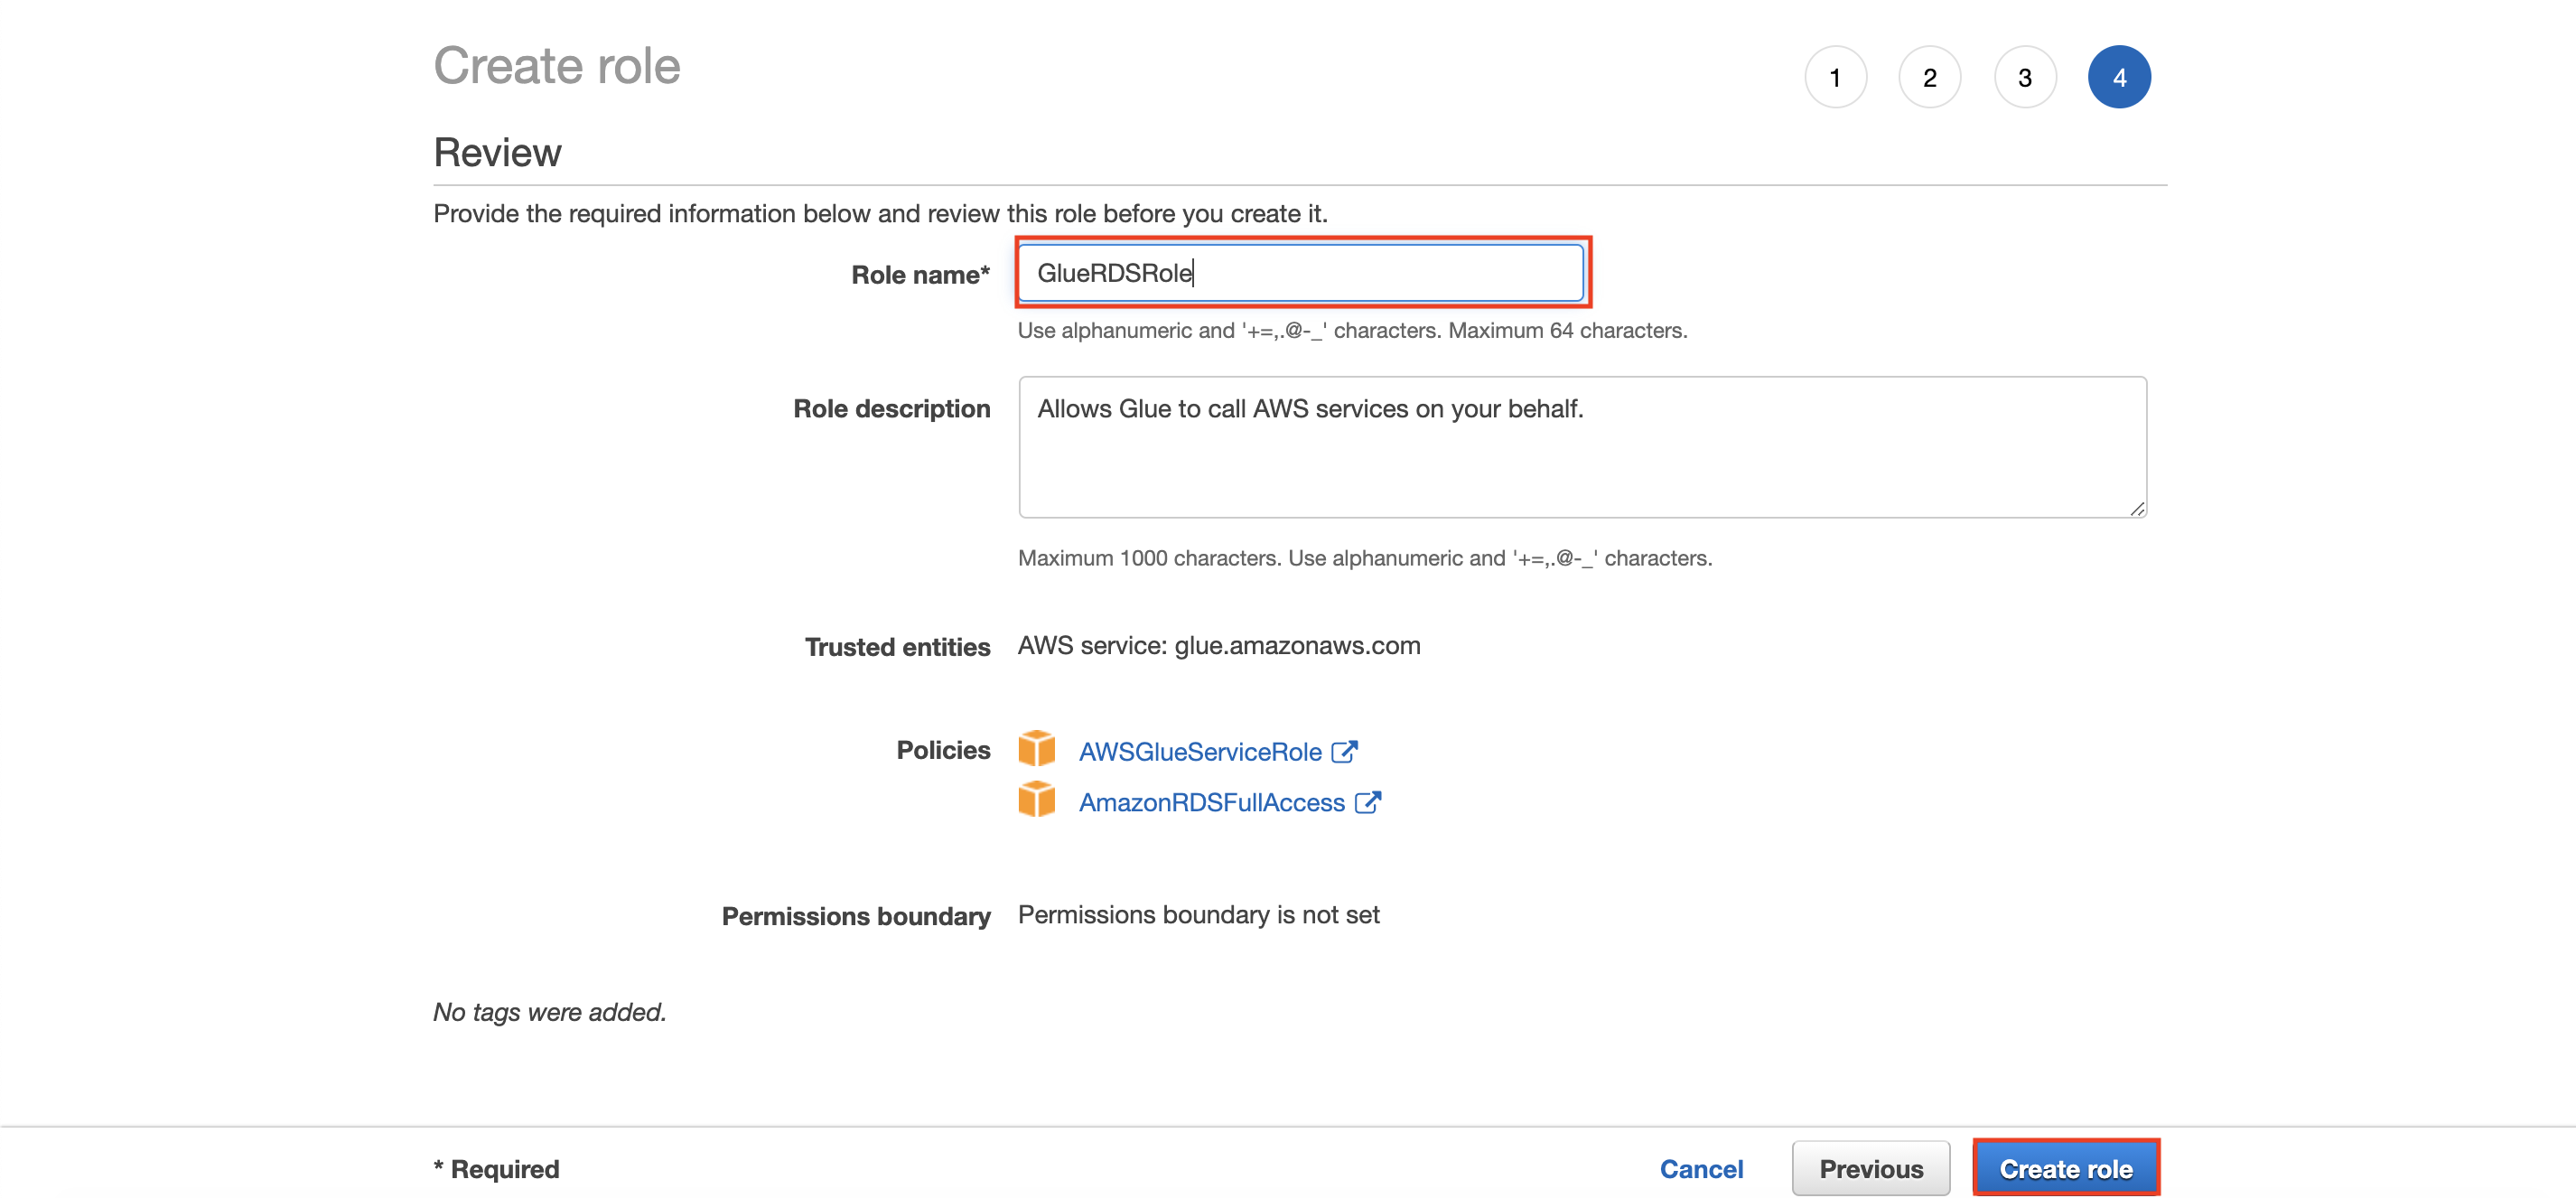 Create role
1 2 3 4
Review
Provide the required information below and review this role before you create it.
Role name* GlueRDSRole
Use alphanumeric and '+=,.@-_' characters. Maximum 64 characters.
Role description Allows Glue to call AWS services on your behalf.
Maximum 1000 characters. Use alphanumeric and '+=,.@-_' characters.
Trusted entities AWS service: glue.amazonaws.com
Policies AWSGlueServiceRole
AmazonRDSFullAccess
Permissions boundary Permissions boundary is not set
No tags were added.
* Required Cancel Previous Create role